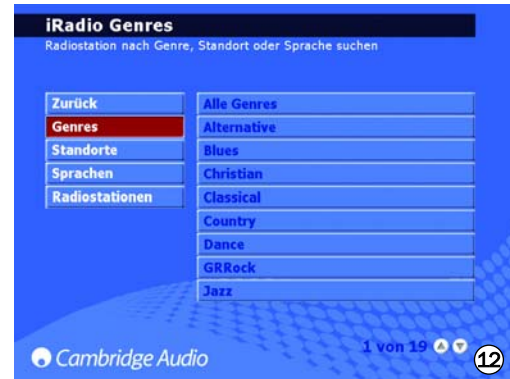 iRadio Genres
Radiostation nach Genre, Standort oder Sprache suchen
Zurück
Genres
Standorte
Sprachen
Radiostationen
Alle Genres
Alternative
Blues
Christian
Classical
Country
Dance
GRRock
Jazz
1 von 19
Cambridge Audio
12